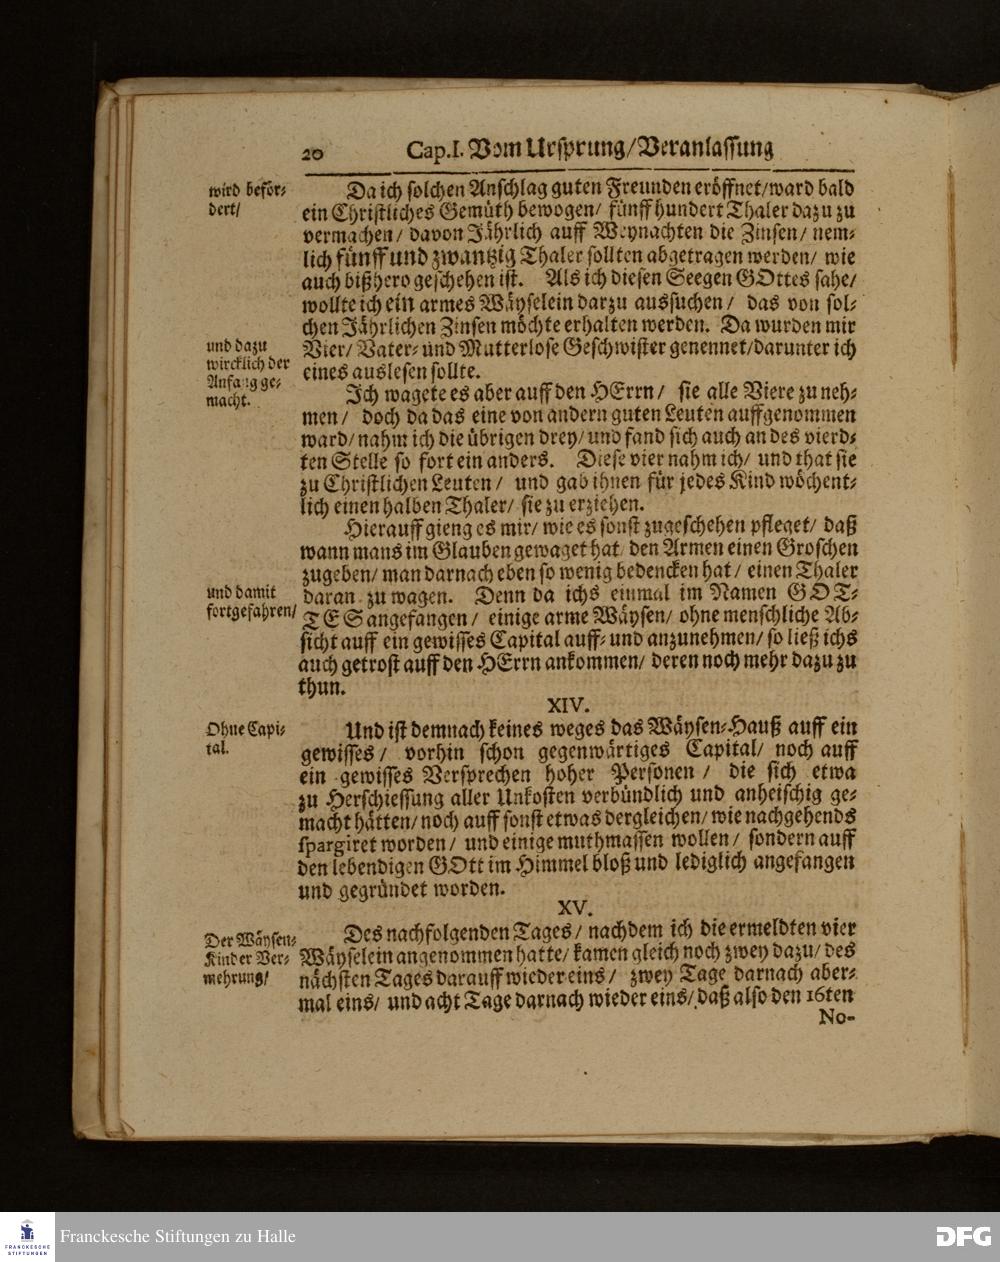 20 Cap. I. Vom Ursprung/Veranlassung
wird beför-
dert/
Da ich solchen Anschlag guten Freunden eröffnet/ward bald
ein Christliches Gemüth bewogen/ fünff hundert Thaler dazu zu
vermachen/ davon Jährlich auff Weynachten die Zinsen/ nem-
lich fünff und zwantzig Thaler sollten abgetragen werden/ wie
auch bißhero geschehen ist. Als ich diesen Seegen GOttes sahe/
wollte ich ein armes Wäyselein darzu aussuchen/ das von sol-
chen Jährlichen Zinsen möchte erhalten werden. Da wurden mir
und dazu
wircklich der
Anfang ge-
macht.
Vier/ Vater- und Mutterlose Geschwister genennet/darunter ich
eines auslesen sollte.
Ich wagete es aber auff den HErrn/ sie alle Viere zu neh-
men/ doch da das eine von andern guten Leuten auffgenommen
ward/ nahm ich die übrigen drey/ und fand sich auch an des vierd-
ten Stelle so fort ein anders. Diese vier nahm ich/ und that sie
zu Christlichen Leuten/ und gab ihnen für jedes Kind wöchent-
lich einen halben Thaler/ sie zu erziehen.
Hierauff gieng es mir/ wie es sonst zugeschehen pfleget/ daß
wann mans im Glauben gewaget hat den Armen einen Groschen
zugeben/ man darnach eben so wenig bedencken hat/ einen Thaler
und damit
fortgefahren/
daran zu wagen. Denn da ichs einmal im Namen GOT-
TES angefangen/ einige arme Wäysen/ ohne menschliche Ab-
sicht auff ein gewisses Capital auff- und anzunehmen/ so ließ ichs
auch getrost auff den HErrn ankommen/ deren noch mehr dazu zu
thun.
XIV.
Ohne Capi-
tal.
Und ist demnach keines weges das Wäysen-Hauß auff ein
gewisses/ vorhin schon gegenwärtiges Capital/ noch auff
ein gewisses Versprechen hoher Personen/ die sich etwa
zu Herschiessung aller Unkosten verbündlich und anheischig ge-
macht hätten/ noch auff sonst etwas dergleichen/ wie nachgehends
spargiret worden/ und einige muthmassen wollen/ sondern auff
den lebendigen GOtt im Himmel bloß und lediglich angefangen
und gegründet worden.
XV.
Der Wäysen-
Kinder Ver-
mehrung/
Des nachfolgenden Tages/ nachdem ich die ermeldten vier
Wäyselein angenommen hatte/ kamen gleich noch zwey dazu/ des
nächsten Tages darauff wieder eins/ zwey Tage darnach aber-
mal eins/ und acht Tage darnach wieder eins/ daß also den 16ten
No-
FRANCKESCHE
STIFTUNGEN
Franckesche Stiftungen zu Halle
DFG